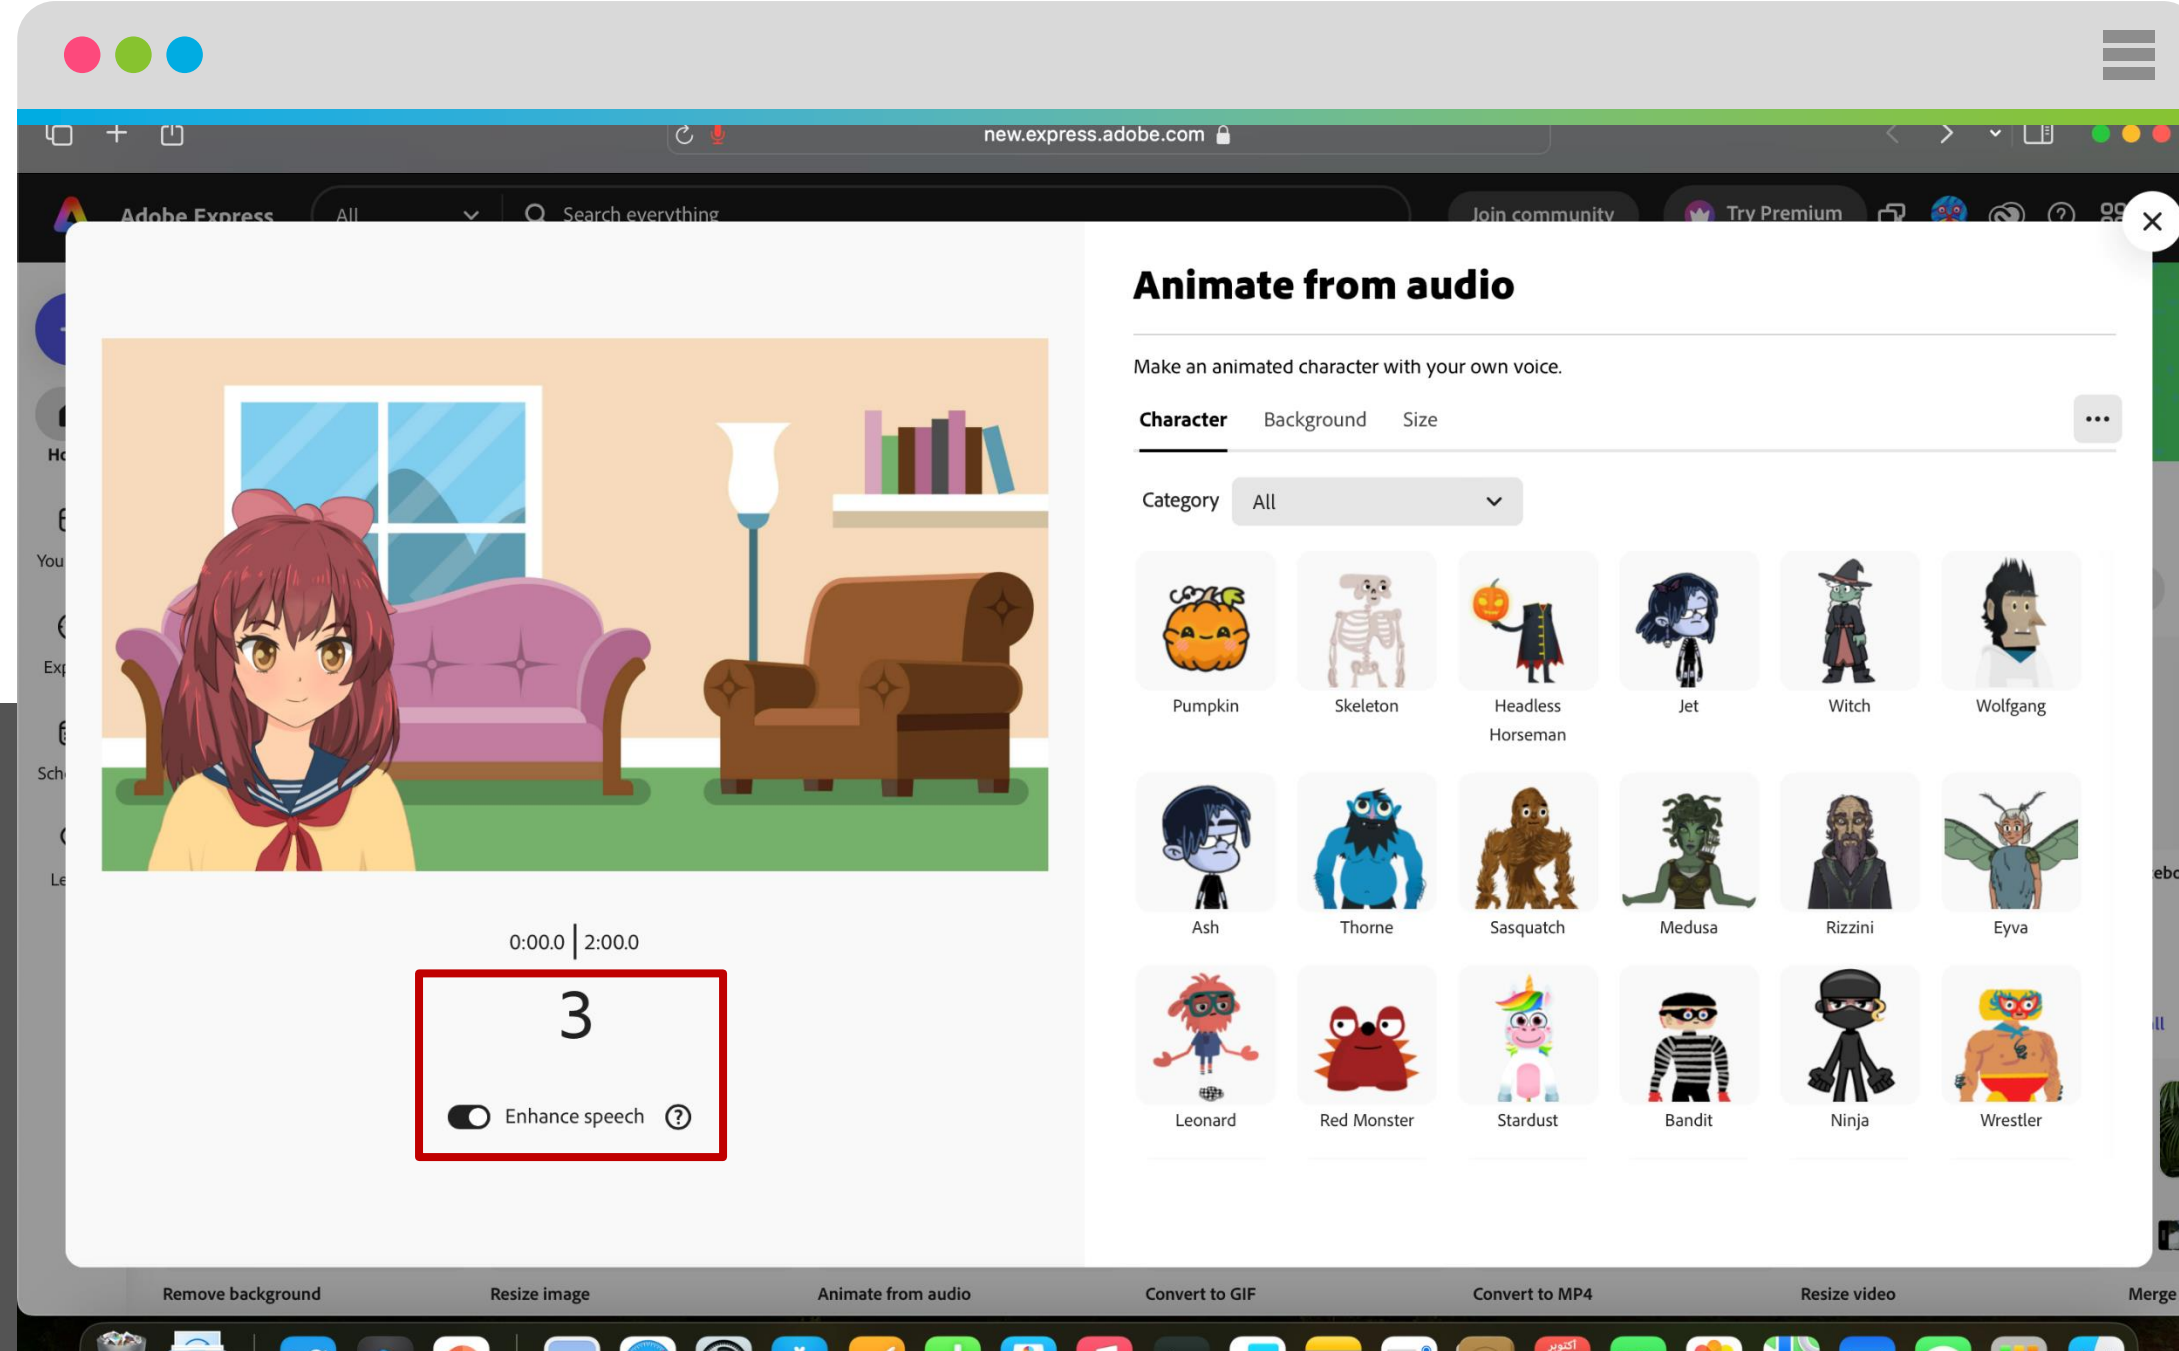 new.express.adobe.com
Adobe Express
All
Search everything
Join community
Try Premium
Animate from audio
Make an animated character with your own voice.
Character Background Size
Category All
Pumpkin Skeleton Headless Horseman Jet Witch Wolfgang
Ash Thorne Sasquatch Medusa Rizzini Eyva
Leonard Red Monster Stardust Bandit Ninja Wrestler
0:00.0 2:00.0
3
Enhance speech
Remove background Resize image Animate from audio Convert to GIF Convert to MP4 Resize video Merge
أكتوبر